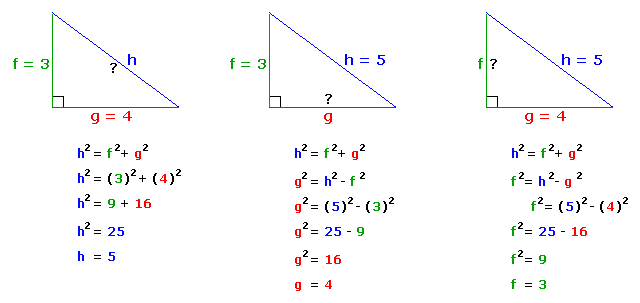 f = 3
h
?
g = 4
h² = f² + g²
h² = (3)² + (4)²
h² = 9 + 16
h² = 25
h = 5
f = 3
h = 5
?
g
h² = f² + g²
g² = h² - f²
g² = (5)² - (3)²
g² = 25 - 9
g² = 16
g = 4
f ?
h = 5
g = 4
h² = f² + g²
f² = h² - g²
f² = (5)² - (4)²
f² = 25 - 16
f² = 9
f = 3